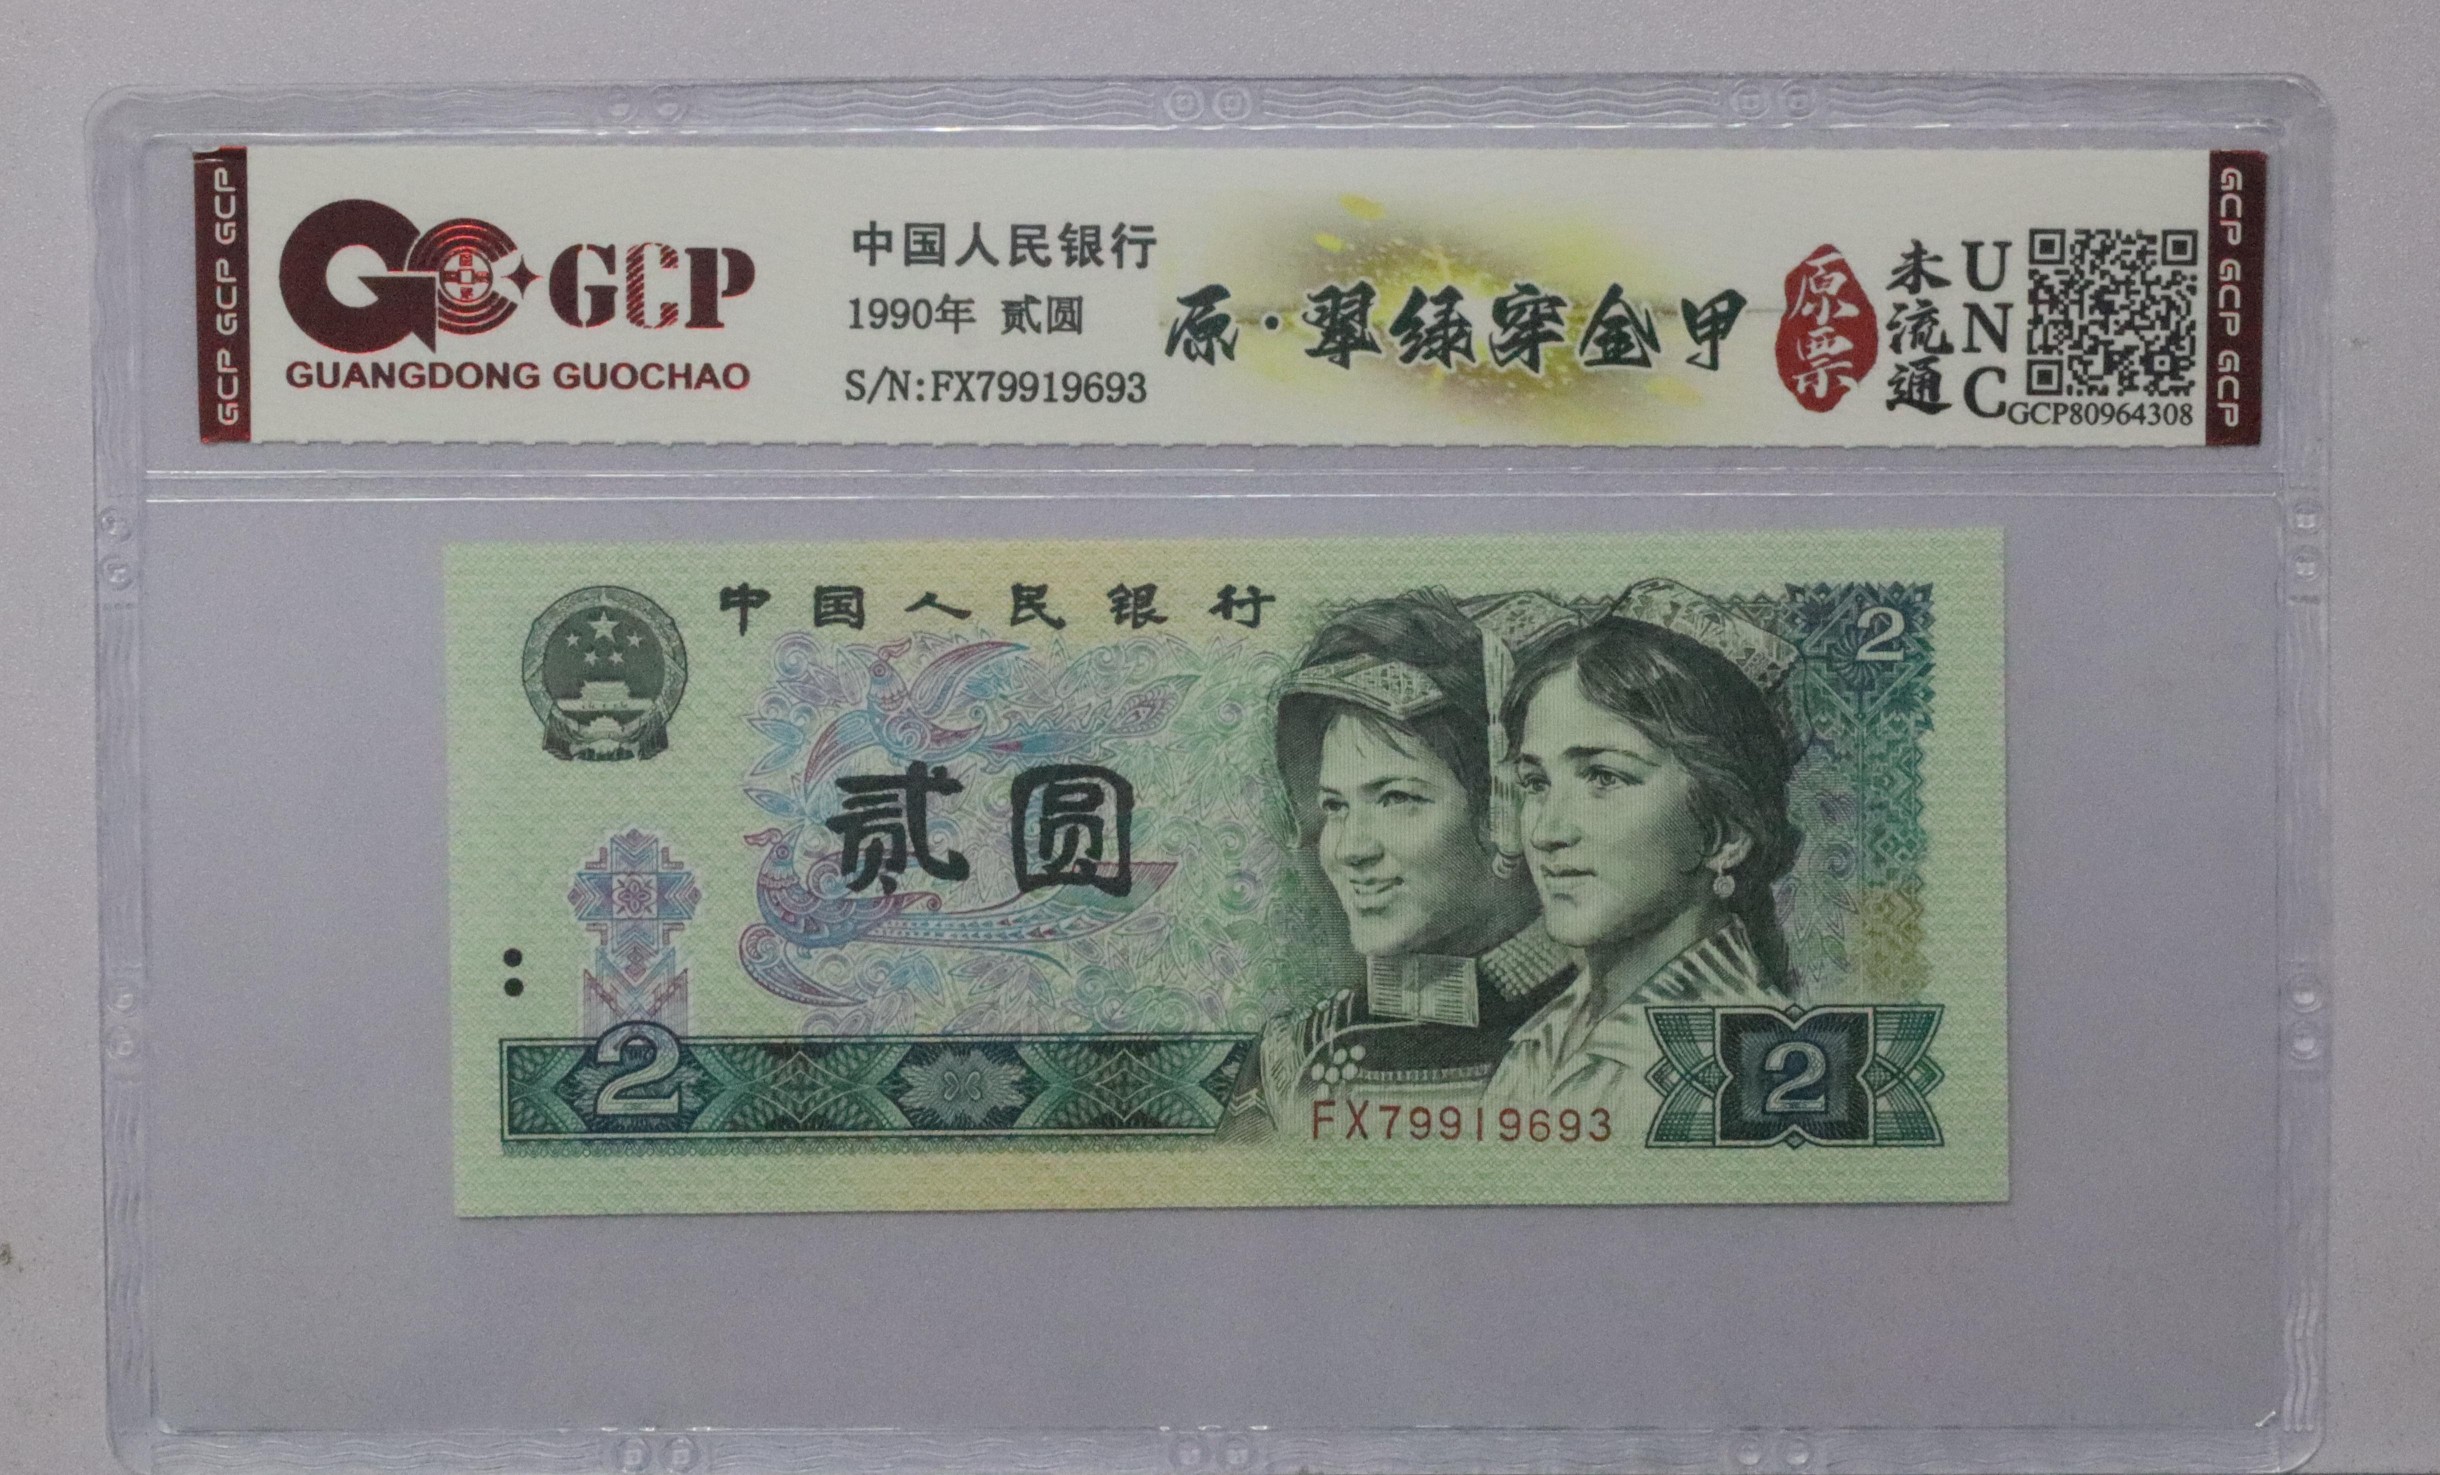 GCP GCP GCP
GCP
GUANGDONG GUOCHAO
中国人民银行
1990年 贰圆
S/N:FX79919693
原·翠绿穿金甲
原票
未流通
UNC
GCP80964308
GCP GCP GCP
中国人民银行
2
贰圆
2
FX79919693
2